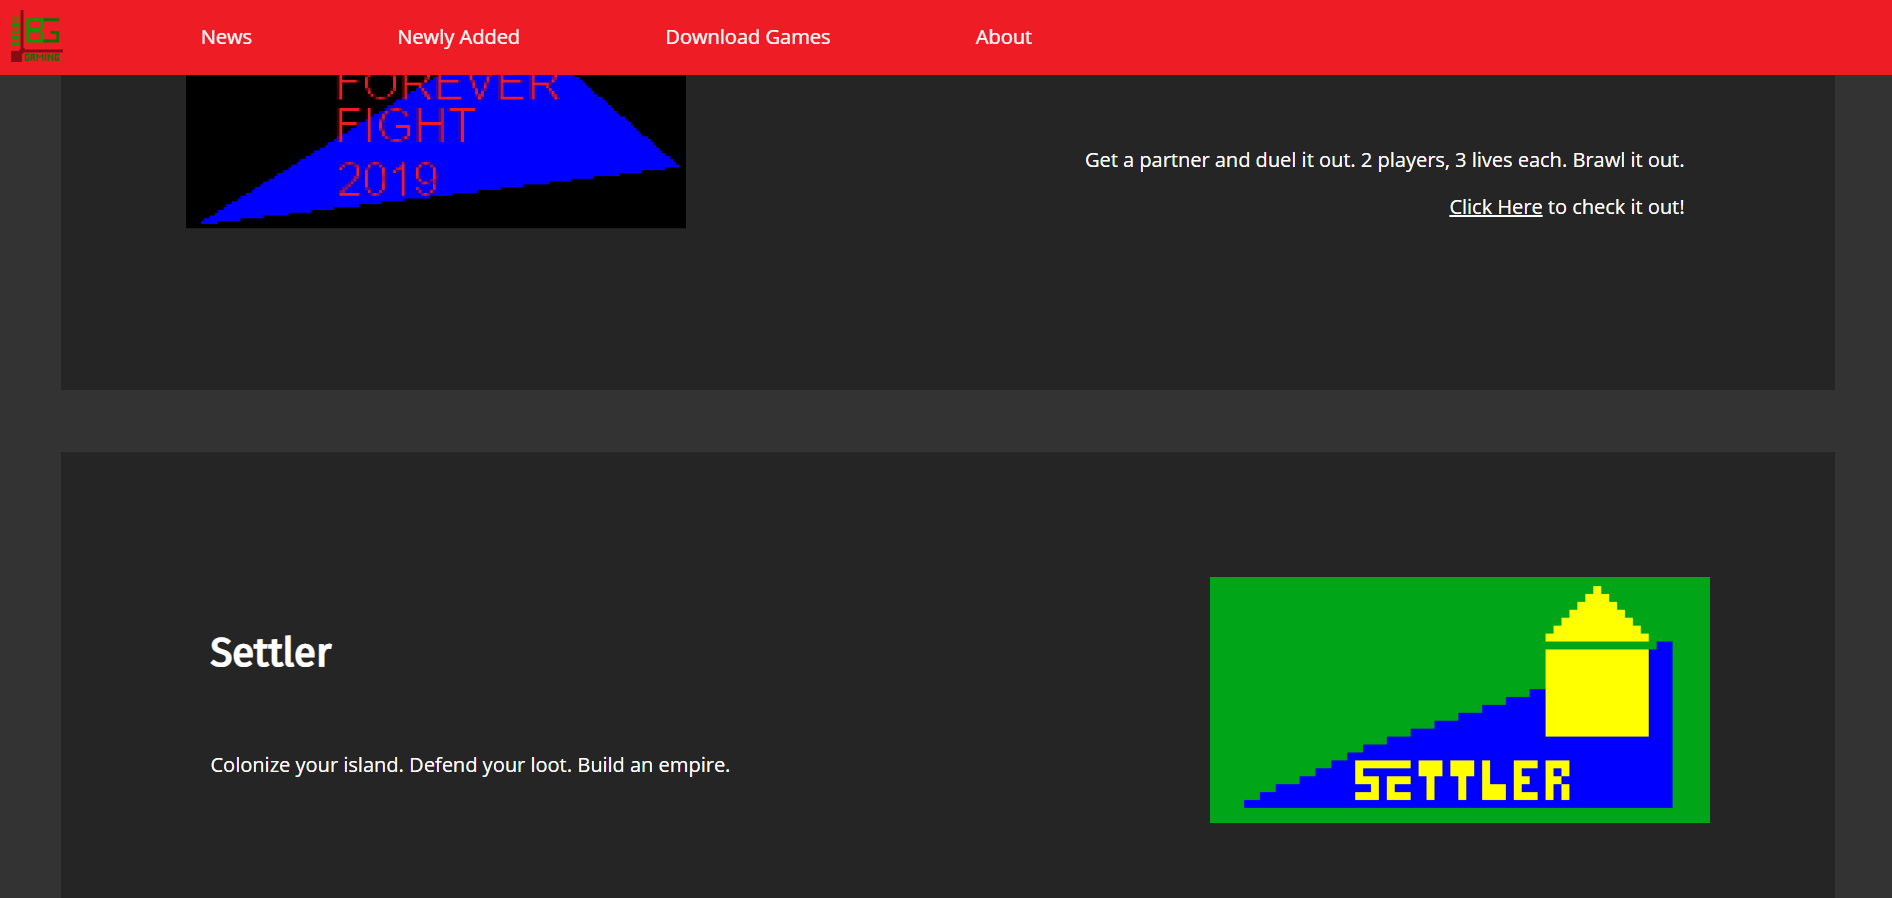 BG
GAMING
News
Newly Added
Download Games
About
FOREVER
FIGHT
2019
Get a partner and duel it out. 2 players, 3 lives each. Brawl it out.
Click Here to check it out!
Settler
Colonize your island. Defend your loot. Build an empire.
SETTLER